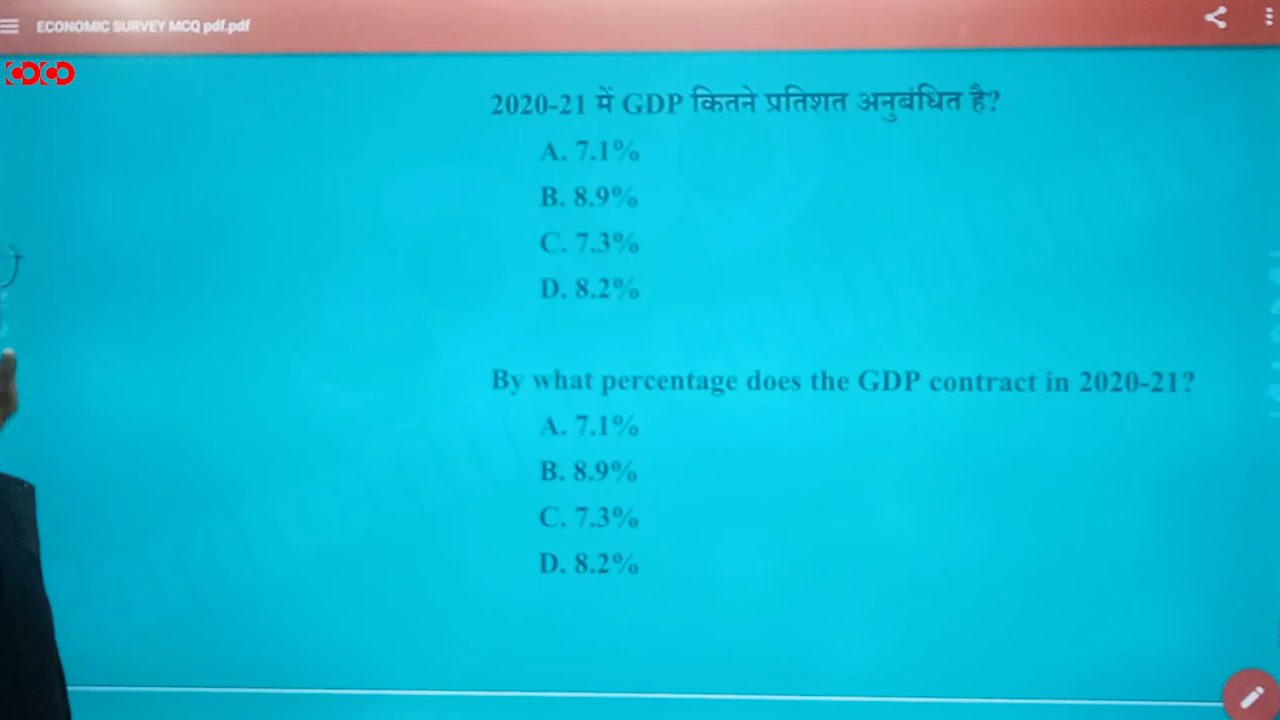 ECONOMIC SURVEY MCQ pdf.pdf
2020-21 में GDP कितने प्रतिशत अनुबंधित है?
A. 7.1%
B. 8.9%
C. 7.3%
D. 8.2%
By what percentage does the GDP contract in 2020-21?
A. 7.1%
B. 8.9%
C. 7.3%
D. 8.2%